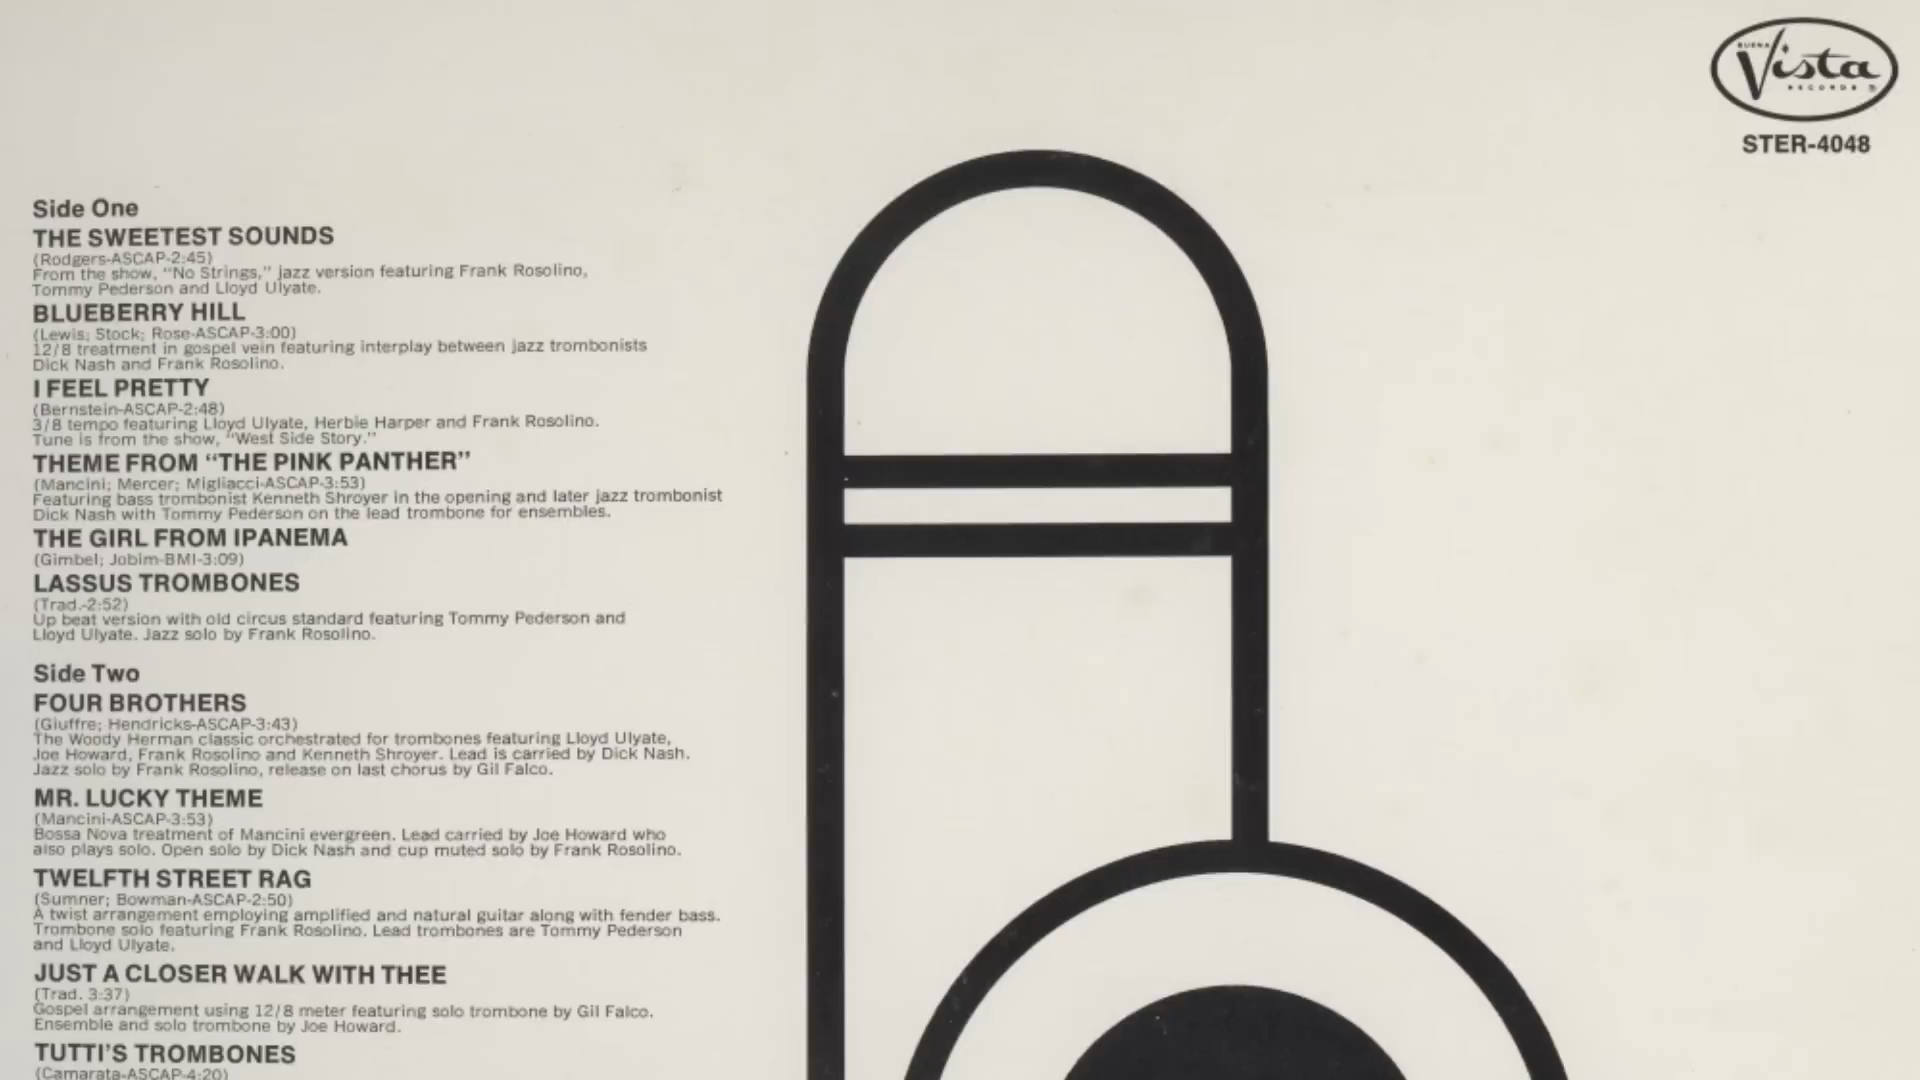 BUENA
Vista
RECORDS
STER-4048
Side One
THE SWEETEST SOUNDS
(Rodgers-ASCAP-2:45)
From the show, “No Strings,” jazz version featuring Frank Rosolino,
Tommy Pederson and Lloyd Ulyate.
BLUEBERRY HILL
(Lewis; Stock; Rose-ASCAP-3:00)
12/8 treatment in gospel vein featuring interplay between jazz trombonists
Dick Nash and Frank Rosolino.
I FEEL PRETTY
(Bernstein-ASCAP-2:48)
3/8 tempo featuring Lloyd Ulyate, Herbie Harper and Frank Rosolino.
Tune is from the show, “West Side Story.”
THEME FROM “THE PINK PANTHER”
(Mancini; Mercer; Migliacci-ASCAP-3:53)
Featuring bass trombonist Kenneth Shroyer in the opening and later jazz trombonist
Dick Nash with Tommy Pederson on the lead trombone for ensembles.
THE GIRL FROM IPANEMA
(Gimbel; Jobim-BMI-3:09)
LASSUS TROMBONES
(Trad.-2:52)
Up beat version with old circus standard featuring Tommy Pederson and
Lloyd Ulyate. Jazz solo by Frank Rosolino.
Side Two
FOUR BROTHERS
(Giuffre; Hendricks-ASCAP-3:43)
The Woody Herman classic orchestrated for trombones featuring Lloyd Ulyate,
Joe Howard, Frank Rosolino and Kenneth Shroyer. Lead is carried by Dick Nash.
Jazz solo by Frank Rosolino, release on last chorus by Gil Falco.
MR. LUCKY THEME
(Mancini-ASCAP-3:53)
Bossa Nova treatment of Mancini evergreen. Lead carried by Joe Howard who
also plays solo. Open solo by Dick Nash and cup muted solo by Frank Rosolino.
TWELFTH STREET RAG
(Sumner; Bowman-ASCAP-2:50)
A twist arrangement employing amplified and natural guitar along with fender bass.
Trombone solo featuring Frank Rosolino. Lead trombones are Tommy Pederson
and Lloyd Ulyate.
JUST A CLOSER WALK WITH THEE
(Trad. 3:37)
Gospel arrangement using 12/8 meter featuring solo trombone by Gil Falco.
Ensemble and solo trombone by Joe Howard.
TUTTI’S TROMBONES
(Camarata-ASCAP-4:20)